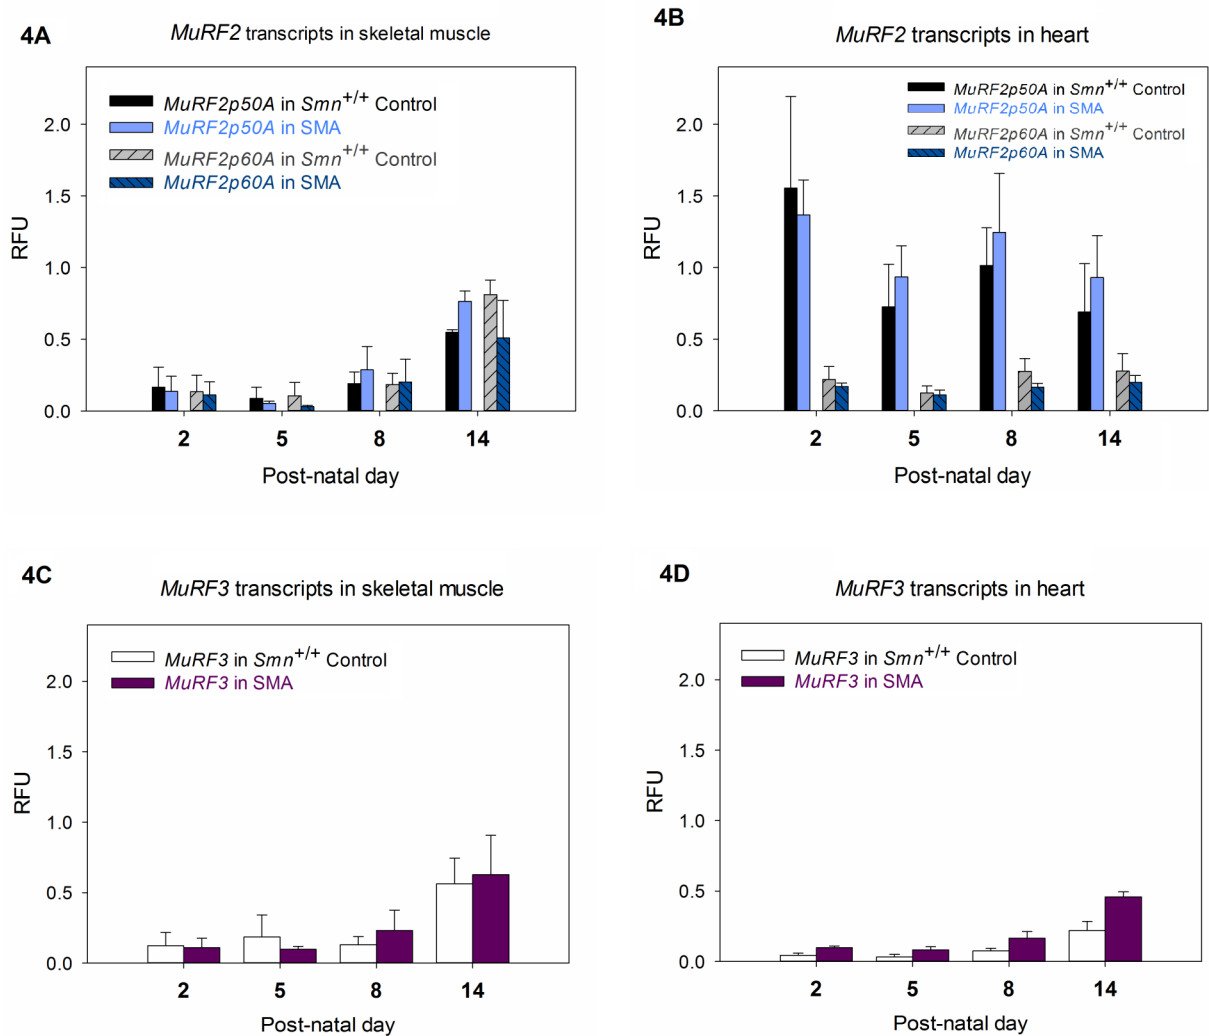 4A
MuRF2 transcripts in skeletal muscle
MuRF2p50A in Smn+/+ Control
MuRF2p50A in SMA
MuRF2p60A in Smn+/+ Control
MuRF2p60A in SMA
RFU
2.0
1.5
1.0
0.5
0.0
2 5 8 14
Post-natal day
4B
MuRF2 transcripts in heart
MuRF2p50A in Smn+/+ Control
MuRF2p50A in SMA
MuRF2p60A in Smn+/+ Control
MuRF2p60A in SMA
RFU
2.0
1.5
1.0
0.5
0.0
2 5 8 14
Post-natal day
4C
MuRF3 transcripts in skeletal muscle
MuRF3 in Smn+/+ Control
MuRF3 in SMA
RFU
2.0
1.5
1.0
0.5
0.0
2 5 8 14
Post-natal day
4D
MuRF3 transcripts in heart
MuRF3 in Smn+/+ Control
MuRF3 in SMA
RFU
2.0
1.5
1.0
0.5
0.0
2 5 8 14
Post-natal day